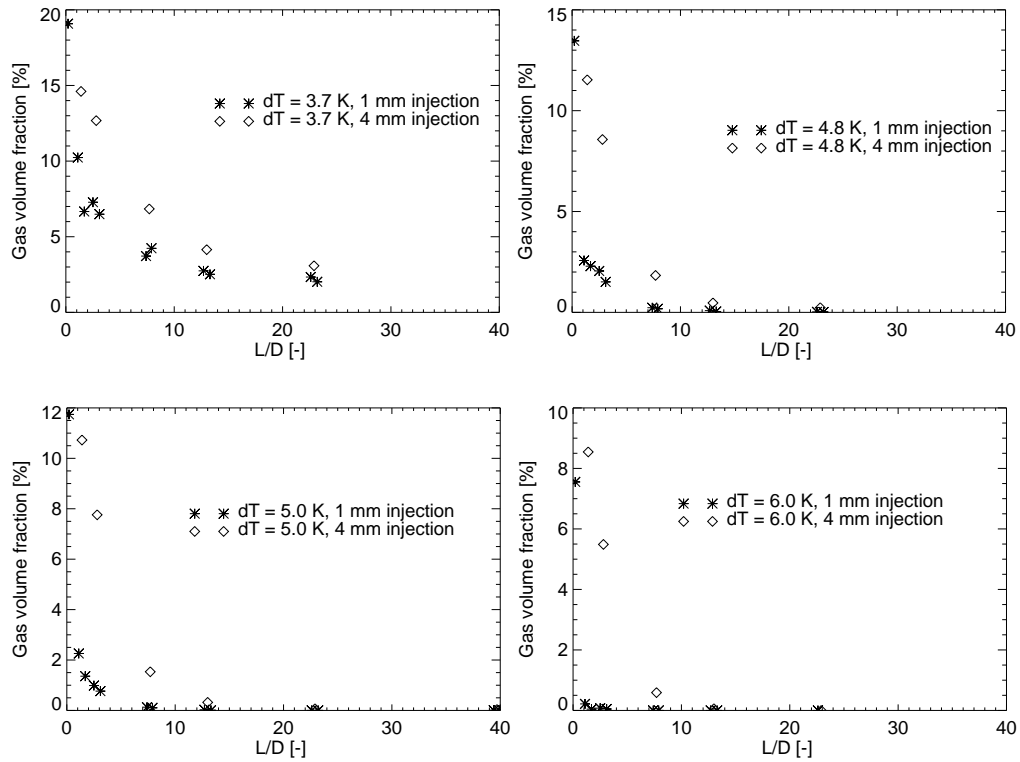 20
15
10
5
0
Gas volume fraction [%]
dT = 3.7 K, 1 mm injection
dT = 3.7 K, 4 mm injection
0 10 20 30 40
L/D [-]
15
10
5
0
Gas volume fraction [%]
dT = 4.8 K, 1 mm injection
dT = 4.8 K, 4 mm injection
0 10 20 30 40
L/D [-]
12
10
8
6
4
2
0
Gas volume fraction [%]
dT = 5.0 K, 1 mm injection
dT = 5.0 K, 4 mm injection
0 10 20 30 40
L/D [-]
10
8
6
4
2
0
Gas volume fraction [%]
dT = 6.0 K, 1 mm injection
dT = 6.0 K, 4 mm injection
0 10 20 30 40
L/D [-]